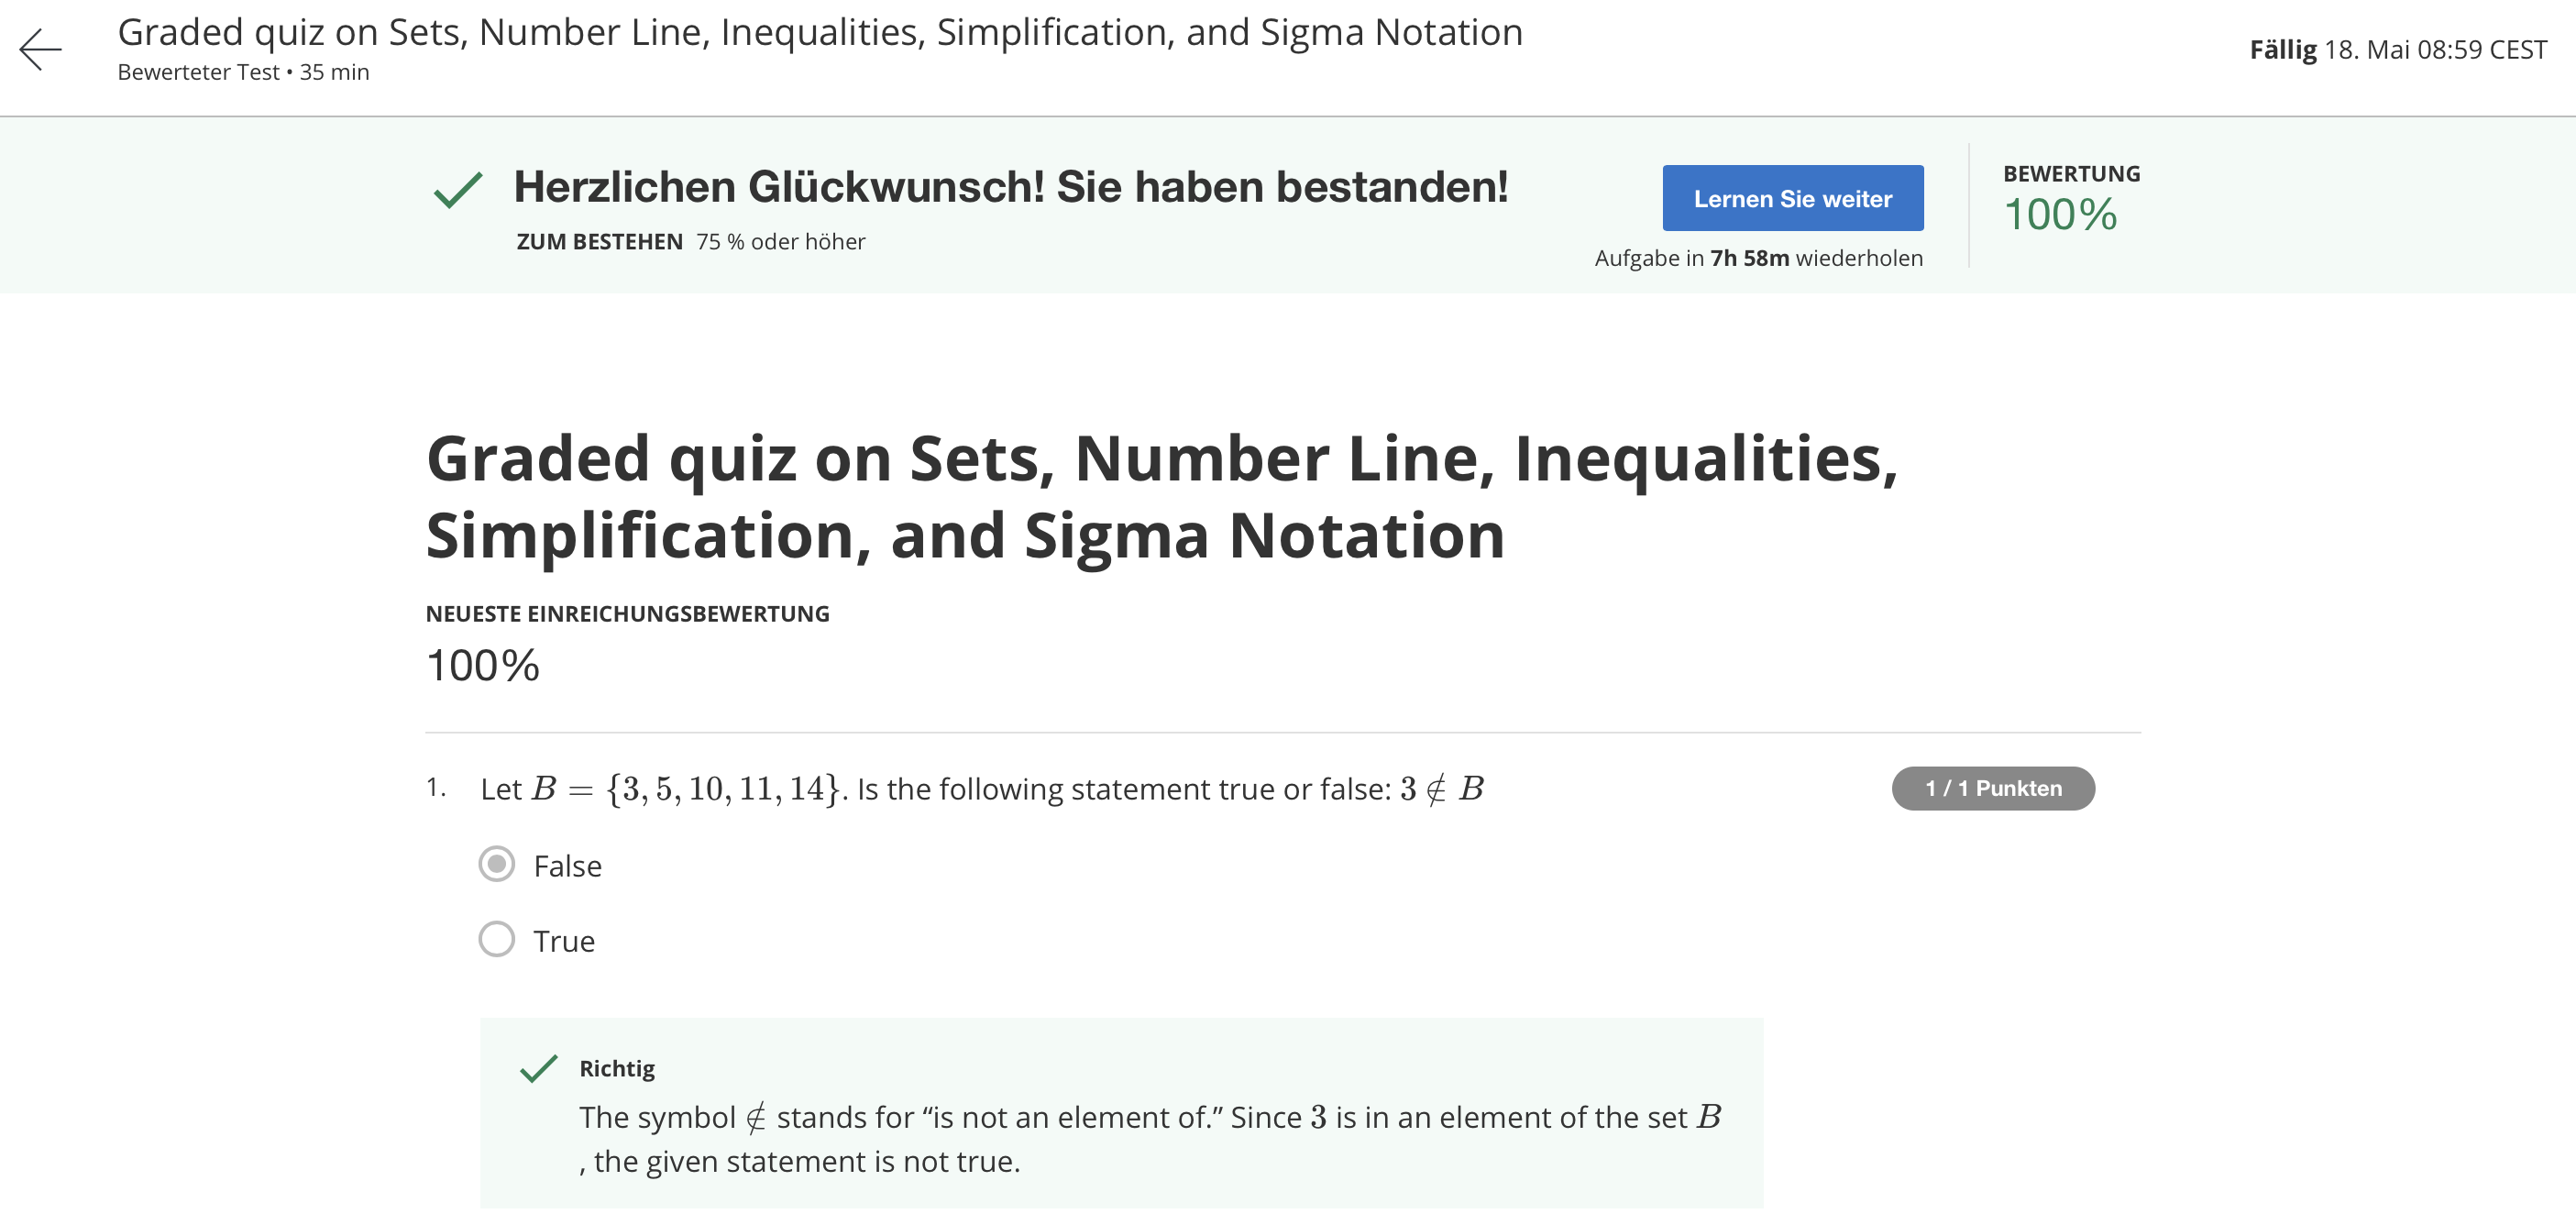 Graded quiz on Sets, Number Line, Inequalities, Simplification, and Sigma Notation
Bewerteter Test • 35 min
Fällig 18. Mai 08:59 CEST
Herzlichen Glückwunsch! Sie haben bestanden!
ZUM BESTEHEN 75 % oder höher
Lernen Sie weiter
Aufgabe in 7h 58m wiederholen
BEWERTUNG
100%
Graded quiz on Sets, Number Line, Inequalities,
Simplification, and Sigma Notation
NEUESTE EINREICHUNGSBEWERTUNG
100%
1. Let B = {3, 5, 10, 11, 14}. Is the following statement true or false: 3 ∉ B
1 / 1 Punkten
False
True
Richtig
The symbol ∉ stands for “is not an element of.” Since 3 is in an element of the set B
, the given statement is not true.